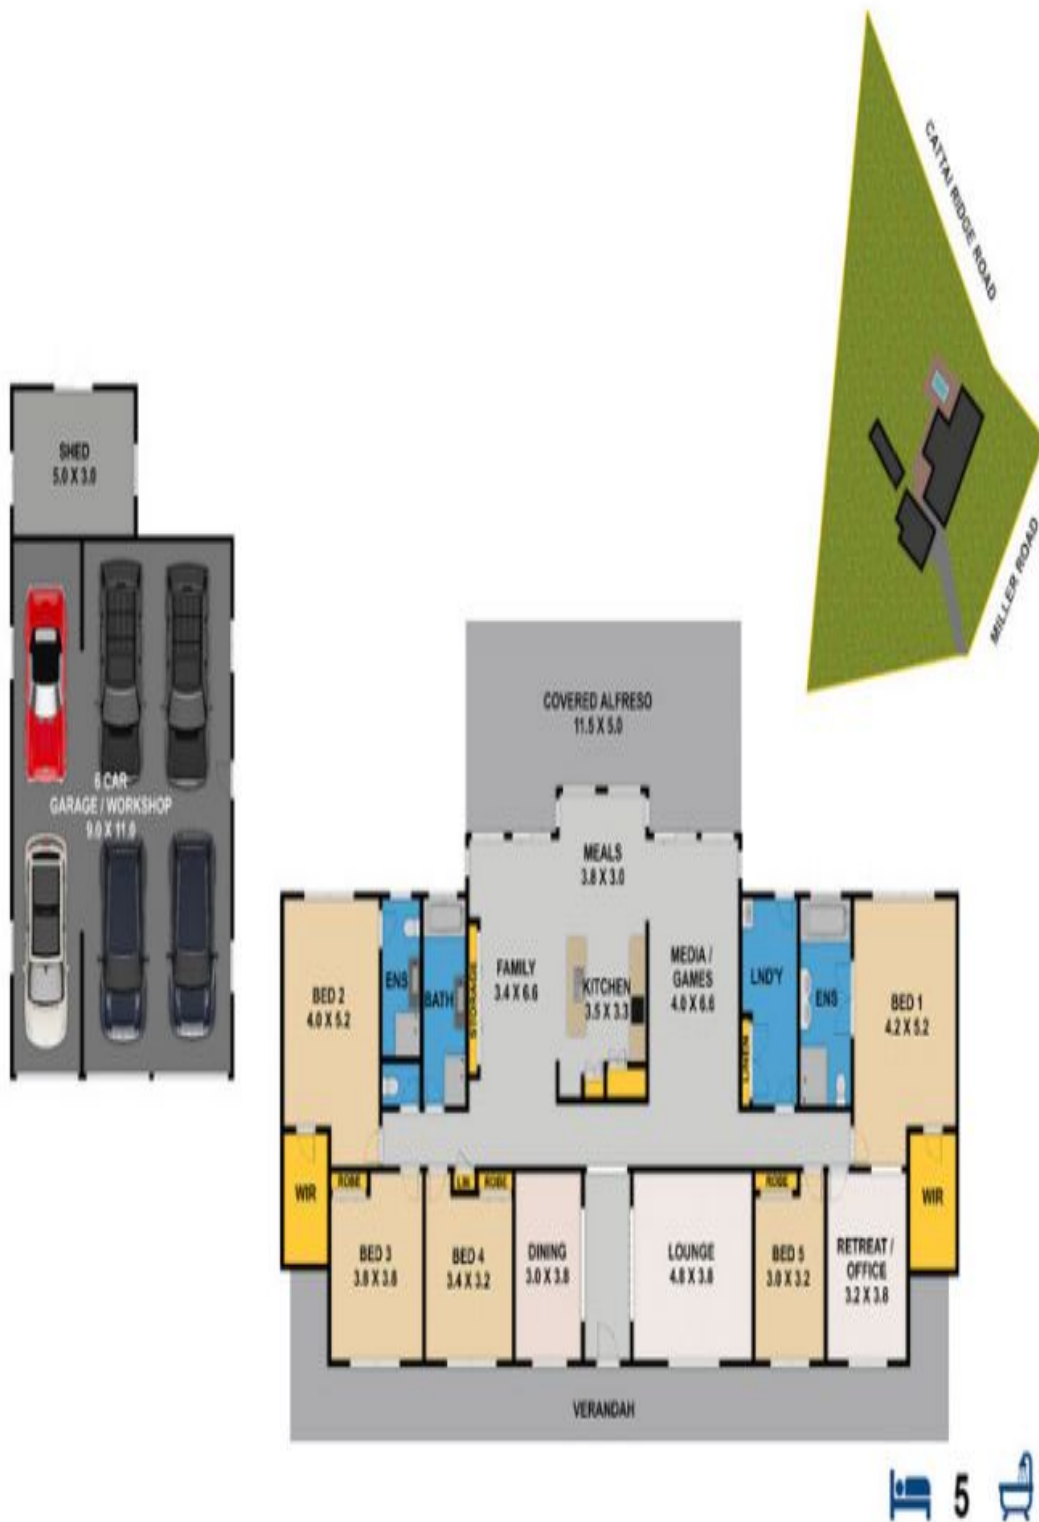 CATTAI RIDGE ROAD
MILLER ROAD
SHED
5.0 X 3.0
6 CAR
GARAGE / WORKSHOP
9.0 X 11.0
COVERED ALFRESO
11.5 X 5.0
MEALS
3.8 X 3.0
FAMILY
3.4 X 6.6
KITCHEN
3.5 X 3.3
MEDIA /
GAMES
4.0 X 6.6
STORAGE
BED 2
4.0 X 5.2
ENS
BATH
LND'Y
LINEN
ENS
BED 1
4.2 X 5.2
WIR
ROBE
LIN
ROBE
ROBE
WIR
BED 3
3.8 X 3.8
BED 4
3.4 X 3.2
DINING
3.0 X 3.8
LOUNGE
4.8 X 3.8
BED 5
3.0 X 3.2
RETREAT /
OFFICE
3.2 X 3.8
VERANDAH
5